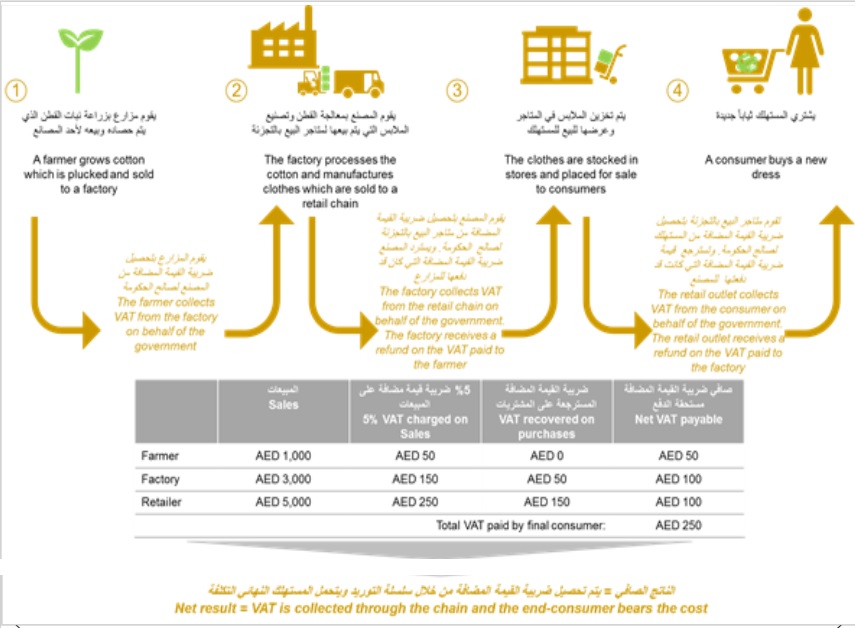 1
يقوم مزارع بزراعة نبات القطن الذي
يتم حصاده وبيعه لأحد المصانع
A farmer grows cotton
which is plucked and sold
to a factory
2
يقوم المصنع بمعالجة القطن وتصنيع
الملابس التي يتم بيعها لمتاجر البيع بالتجزئة
The factory processes the
cotton and manufactures
clothes which are sold to a
retail chain
3
يتم تخزين الملابس في المتاجر
وعرضها للبيع للمستهلك
The clothes are stocked in
stores and placed for sale
to consumers
4
يشتري المستهلك ثياباً جديدة
A consumer buys a new
dress
يقوم المزارع بتحصيل
ضريبة القيمة المضافة من
المصنع لصالح الحكومة
The farmer collects
VAT from the factory
on behalf of the
government
يقوم المصنع بتحصيل ضريبة القيمة
المضافة من متاجر البيع بالتجزئة
لصالح الحكومة. ويسترد المصنع
ضريبة القيمة المضافة التي كان قد
دفعها للمزارع
The factory collects VAT
from the retail chain on
behalf of the government.
The factory receives a
refund on the VAT paid to
the farmer
تقوم متاجر البيع بالتجزئة بتحصيل
ضريبة القيمة المضافة من المستهلك
لصالح الحكومة. وتسترجع قيمة
ضريبة القيمة المضافة التي كانت قد
دفعتها للمصنع
The retail outlet collects
VAT from the consumer on
behalf of the government.
The retail outlet receives a
refund on the VAT paid to
the factory
المبيعات
Sales
5% ضريبة قيمة مضافة على
المبيعات
5% VAT charged on
Sales
ضريبة القيمة المضافة
المسترجعة على المشتريات
VAT recovered on
purchases
صافي ضريبة القيمة المضافة
مستحقة الدفع
Net VAT payable
Farmer AED 1,000 AED 50 AED 0 AED 50
Factory AED 3,000 AED 150 AED 50 AED 100
Retailer AED 5,000 AED 250 AED 150 AED 100
Total VAT paid by final consumer: AED 250
الناتج الصافي = يتم تحصيل ضريبة القيمة المضافة من خلال سلسلة التوريد ويتحمل المستهلك النهائي التكلفة
Net result = VAT is collected through the chain and the end-consumer bears the cost